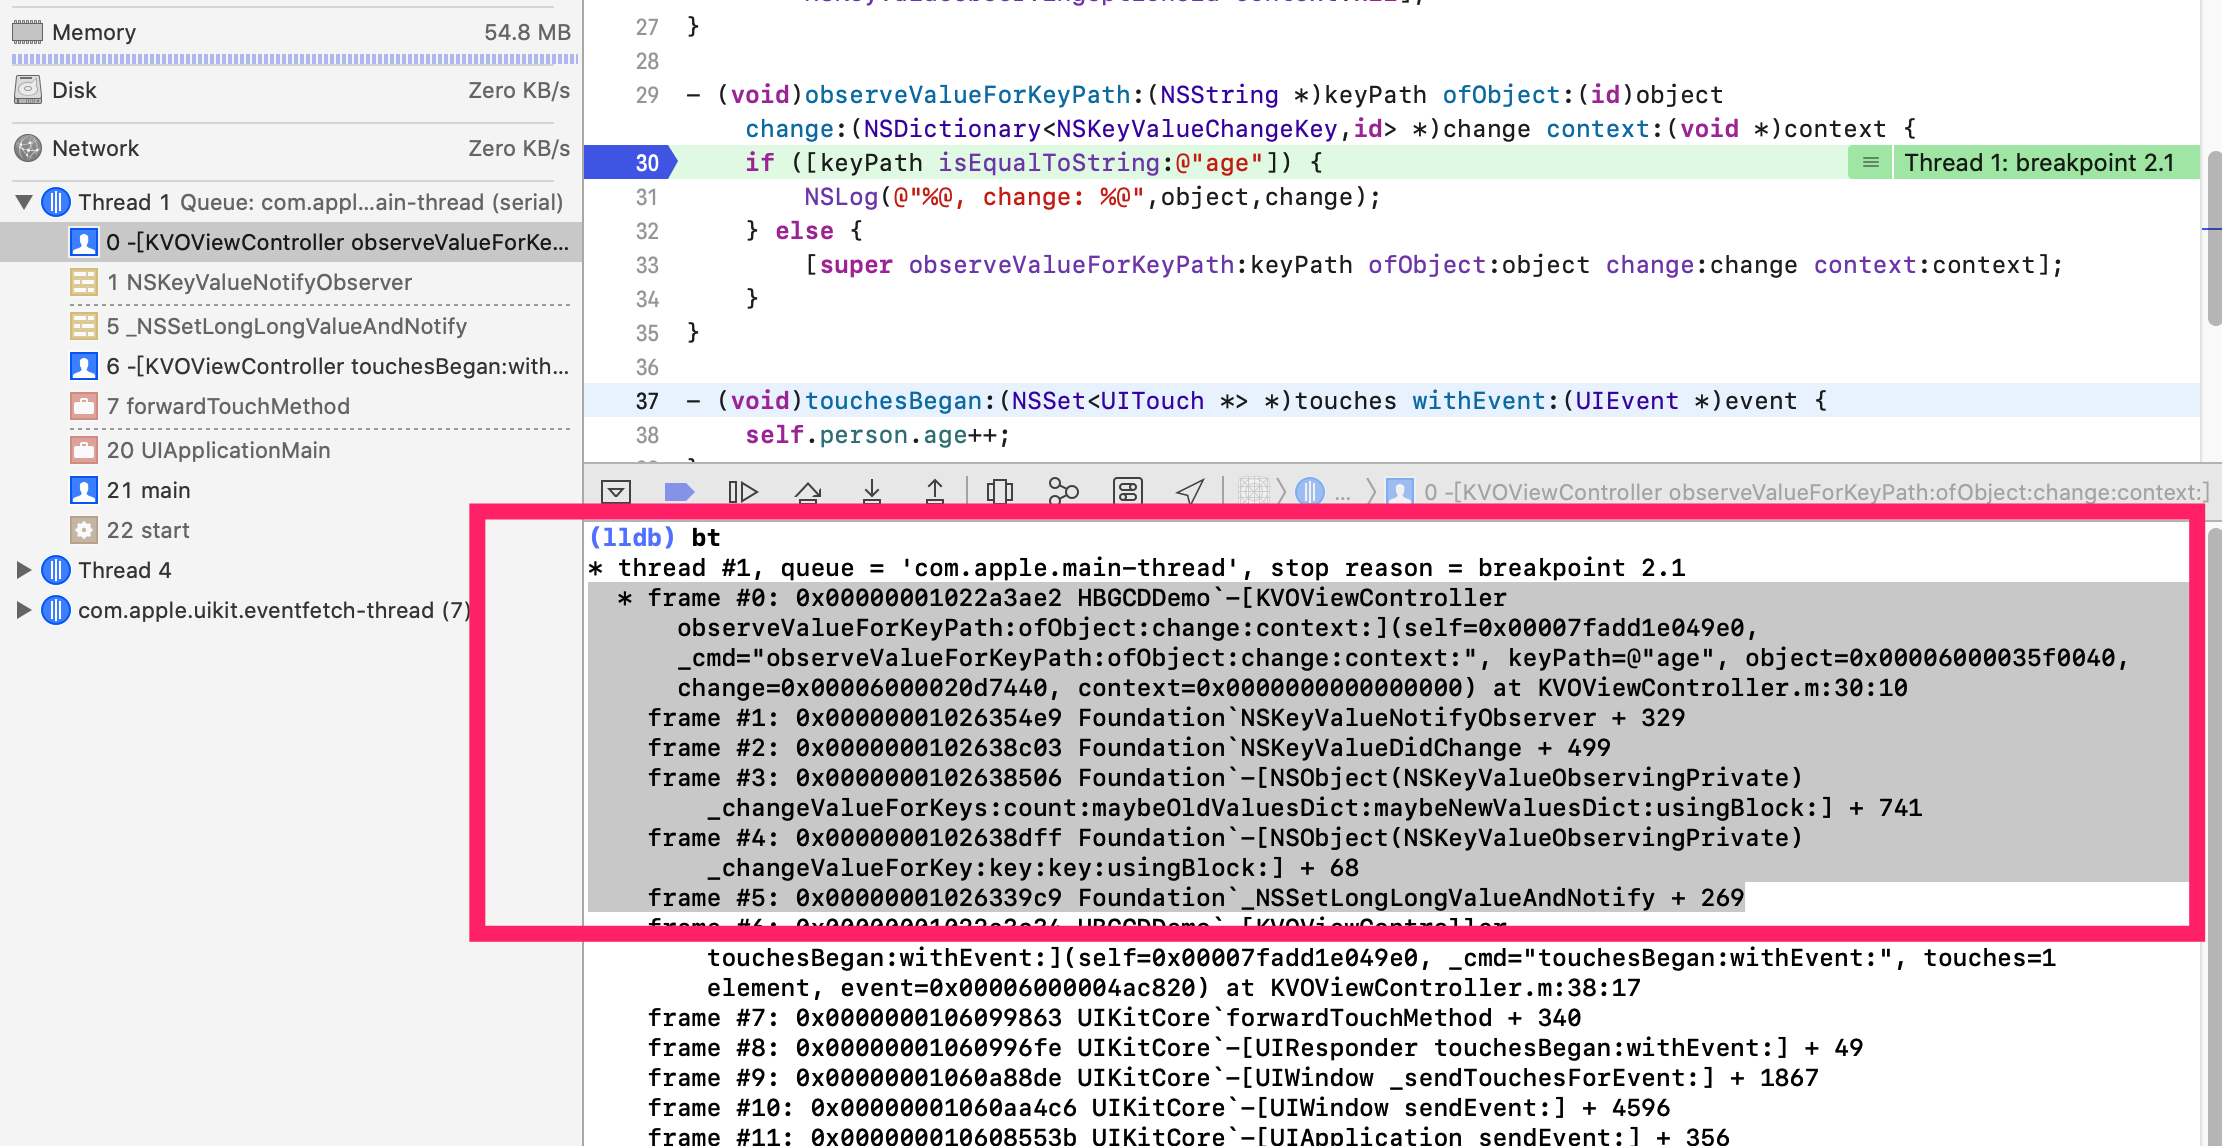 Memory 54.8 MB
Disk Zero KB/s
Network Zero KB/s
Thread 1 Queue: com.appl...ain-thread (serial)
0 -[KVOViewController observeValueForKe...
1 NSKeyValueNotifyObserver
5 _NSSetLongLongValueAndNotify
6 -[KVOViewController touchesBegan:with...
7 forwardTouchMethod
20 UIApplicationMain
21 main
22 start
Thread 4
com.apple.uikit.eventfetch-thread (7)
27 }
28
29 - (void)observeValueForKeyPath:(NSString *)keyPath ofObject:(id)object
change:(NSDictionary<NSKeyValueChangeKey,id> *)change context:(void *)context {
30 if ([keyPath isEqualToString:@"age"]) { Thread 1: breakpoint 2.1
31 NSLog(@"%@, change: %@",object,change);
32 } else {
33 [super observeValueForKeyPath:keyPath ofObject:object change:change context:context];
34 }
35 }
36
37 - (void)touchesBegan:(NSSet<UITouch *> *)touches withEvent:(UIEvent *)event {
38 self.person.age++;
... 0 -[KVOViewController observeValueForKeyPath:ofObject:change:context:]
(lldb) bt
* thread #1, queue = 'com.apple.main-thread', stop reason = breakpoint 2.1
* frame #0: 0x00000001022a3ae2 HBGCDDemo`-[KVOViewController
observeValueForKeyPath:ofObject:change:context:](self=0x00007fadd1e049e0,
_cmd="observeValueForKeyPath:ofObject:change:context:", keyPath=@"age", object=0x00006000035f0040,
change=0x00006000020d7440, context=0x0000000000000000) at KVOViewController.m:30:10
frame #1: 0x00000001026354e9 Foundation`NSKeyValueNotifyObserver + 329
frame #2: 0x0000000102638c03 Foundation`NSKeyValueDidChange + 499
frame #3: 0x0000000102638506 Foundation`-[NSObject(NSKeyValueObservingPrivate)
_changeValueForKeys:count:maybeOldValuesDict:maybeNewValuesDict:usingBlock:] + 741
frame #4: 0x0000000102638dff Foundation`-[NSObject(NSKeyValueObservingPrivate)
_changeValueForKey:key:key:usingBlock:] + 68
frame #5: 0x00000001026339c9 Foundation`_NSSetLongLongValueAndNotify + 269
touchesBegan:withEvent:](self=0x00007fadd1e049e0, _cmd="touchesBegan:withEvent:", touches=1
element, event=0x00006000004ac820) at KVOViewController.m:38:17
frame #7: 0x0000000106099863 UIKitCore`forwardTouchMethod + 340
frame #8: 0x00000001060996fe UIKitCore`-[UIResponder touchesBegan:withEvent:] + 49
frame #9: 0x00000001060a88de UIKitCore`-[UIWindow _sendTouchesForEvent:] + 1867
frame #10: 0x00000001060aa4c6 UIKitCore`-[UIWindow sendEvent:] + 4596
frame #11: 0x000000010608553b UIKitCore`-[UIApplication sendEvent:] + 356